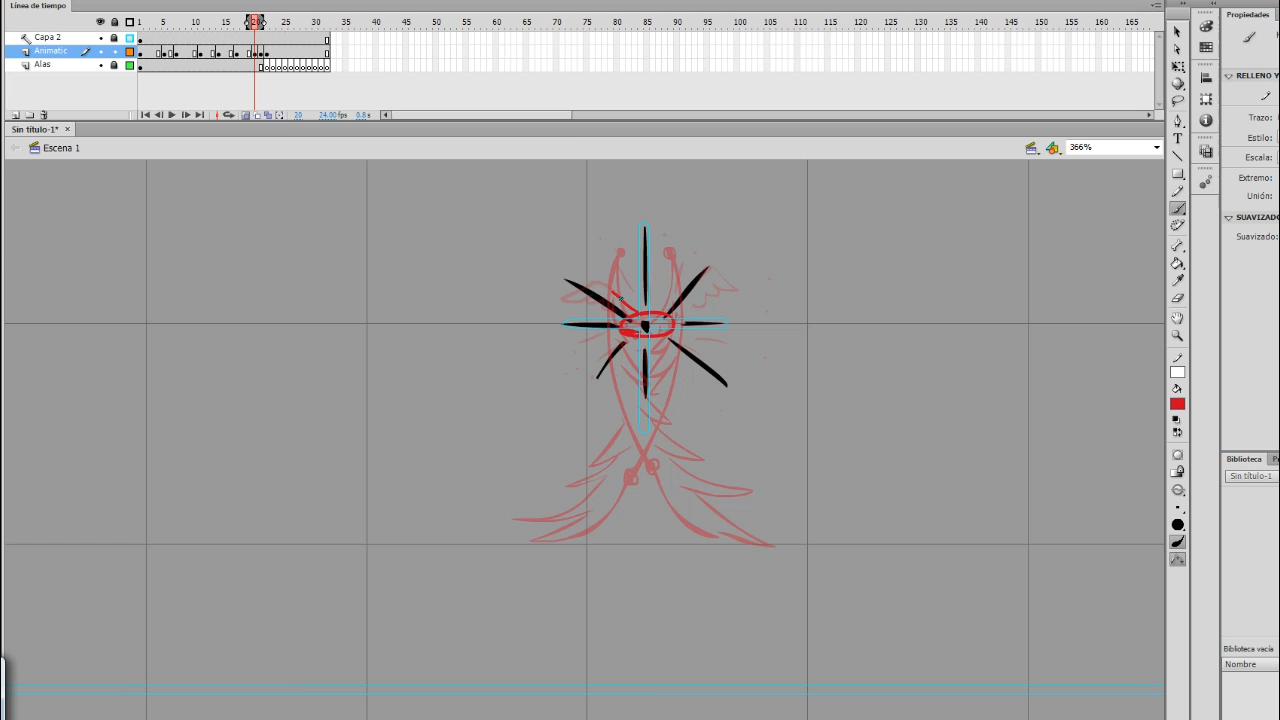 Línea de tiempo
Propiedades
1 5 10 15 20 25 30 35 40 45 50 55 60 65 70 75 80 85 90 95 100 105 110 115 120 125 130 135 140 145 150 155 160 165
Capa 2
Animatic
Alas
RELLENO Y
20 24.00 fps 0.8 s
Trazo:
Sin título-1* ×
Estilo:
Escena 1
366%
Escala:
Extremo:
Unión:
SUAVIZADO
Suavizado:
Biblioteca
Sin título-1
Biblioteca vacía
Nombre